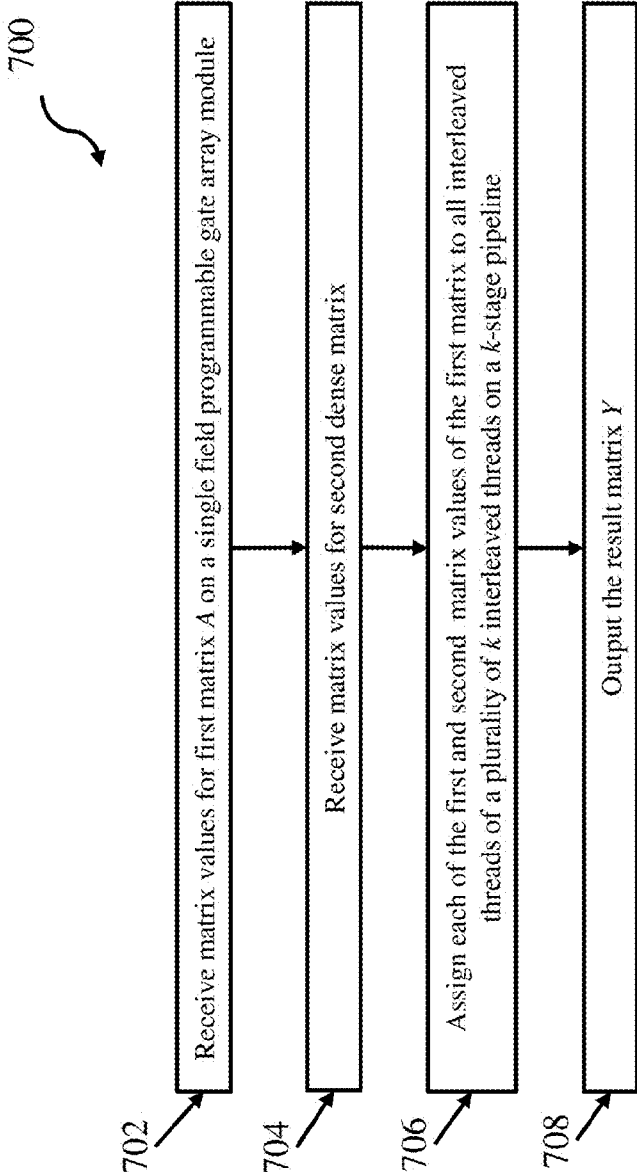 700
702
Receive matrix values for first matrix A on a single field programmable gate array module
704
Receive matrix values for second dense matrix
706
Assign each of the first and second matrix values of the first matrix to all interleaved
threads of a plurality of k interleaved threads on a k-stage pipeline
708
Output the result matrix Y